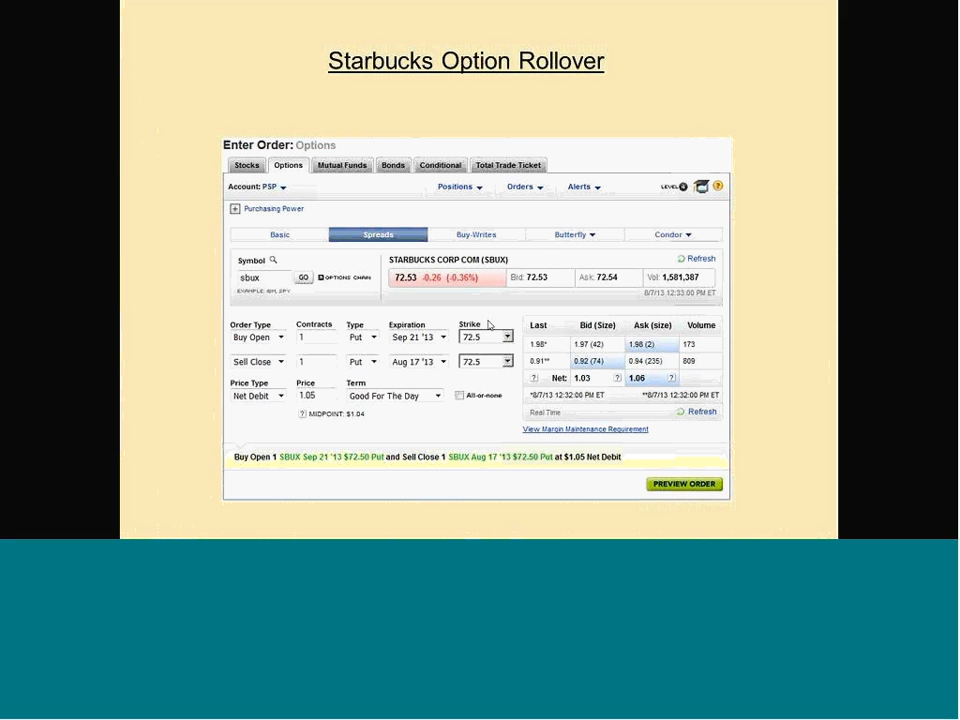 Starbucks Option Rollover
Enter Order: Options
Stocks Options Mutual Funds Bonds Conditional Total Trade Ticket
Account: PSP Positions Orders Alerts LEVEL 4
Purchasing Power
Basic Spreads Buy-Writes Butterfly Condor
Symbol STARBUCKS CORP COM (SBUX) Refresh
sbux GO OPTIONS CHAIN 72.53 -0.26 (-0.36%) Bid: 72.53 Ask: 72.54 Vol: 1,581,387
EXAMPLE: IBM, SPY 8/7/13 12:33:00 PM ET
Order Type Contracts Type Expiration Strike Last Bid (Size) Ask (size) Volume
Buy Open 1 Put Sep 21 '13 72.5 1.98* 1.97 (42) 1.98 (2) 173
Sell Close 1 Put Aug 17 '13 72.5 0.91** 0.92 (74) 0.94 (235) 809
? Net: 1.03 ? 1.06 ?
Price Type Price Term
Net Debit 1.05 Good For The Day All-or-none *8/7/13 12:32:00 PM ET **8/7/13 12:32:00 PM ET
? MIDPOINT: $1.04 Real Time Refresh
View Margin Maintenance Requirement
Buy Open 1 SBUX Sep 21 '13 $72.50 Put and Sell Close 1 SBUX Aug 17 '13 $72.50 Put at $1.05 Net Debit
PREVIEW ORDER